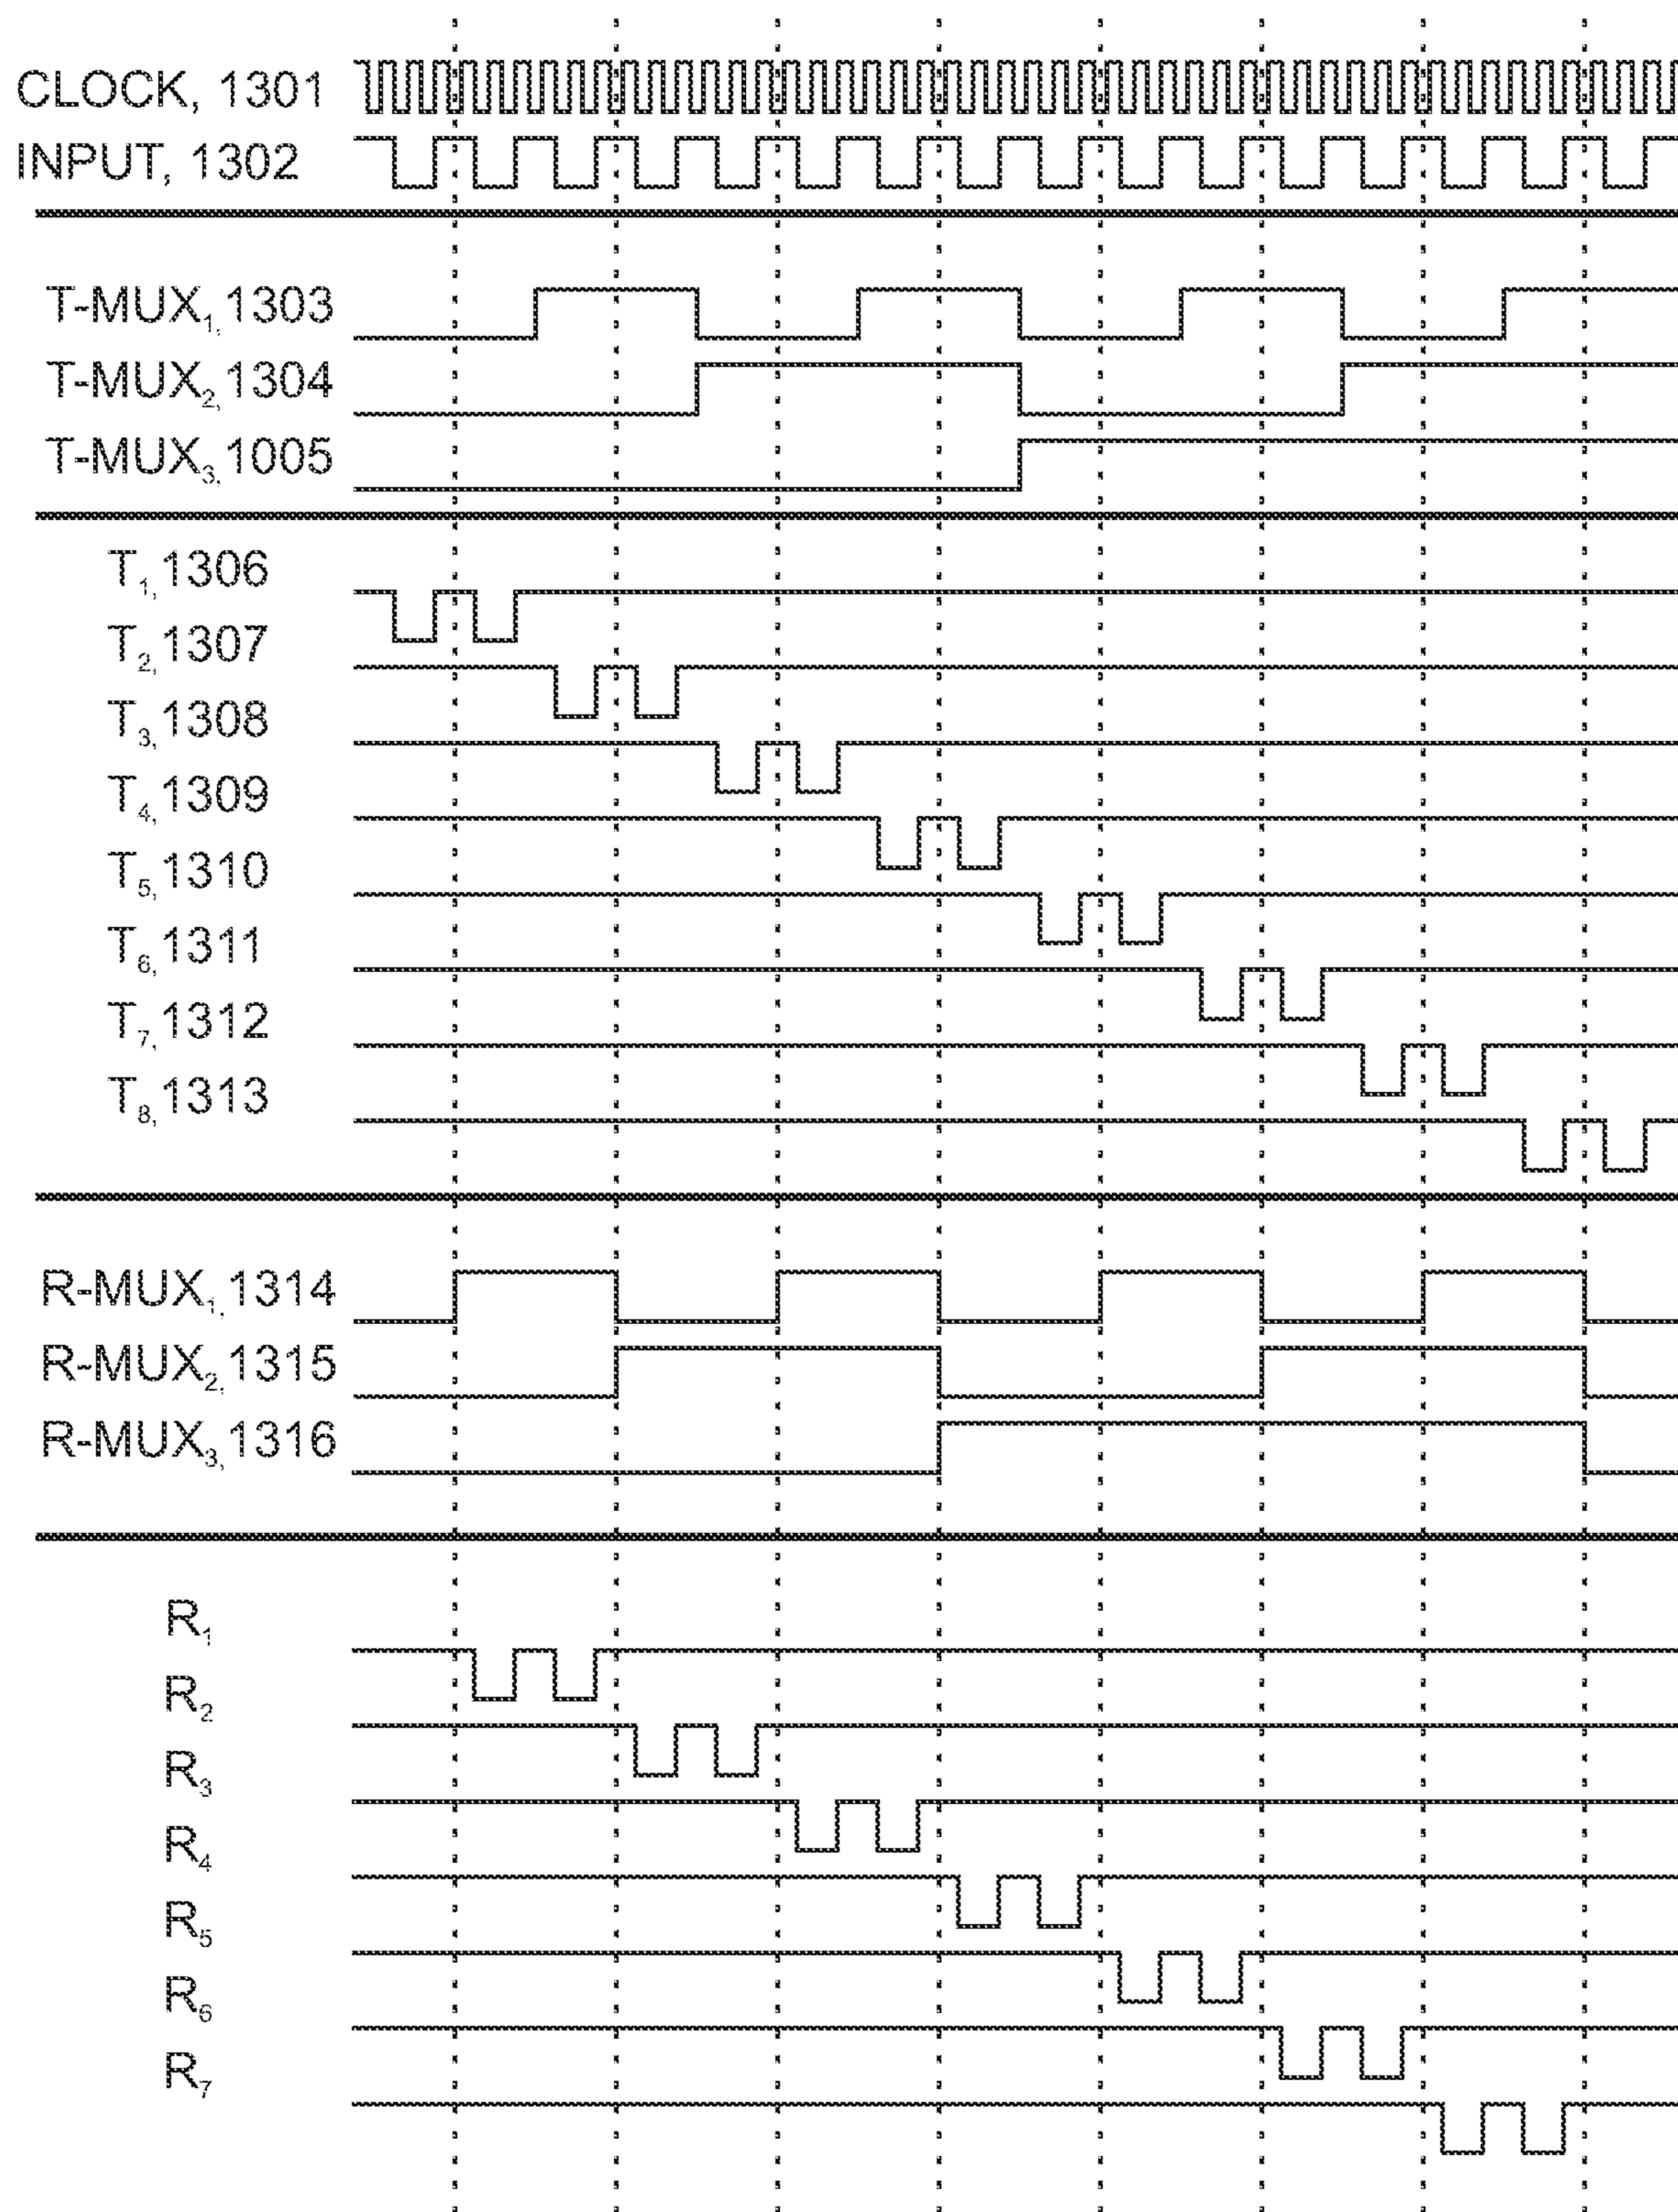 CLOCK, 1301
INPUT, 1302
T-MUX1, 1303
T-MUX2, 1304
T-MUX3, 1005
T1, 1306
T2, 1307
T3, 1308
T4, 1309
T5, 1310
T6, 1311
T7, 1312
T8, 1313
R-MUX1, 1314
R-MUX2, 1315
R-MUX3, 1316
R1
R2
R3
R4
R5
R6
R7